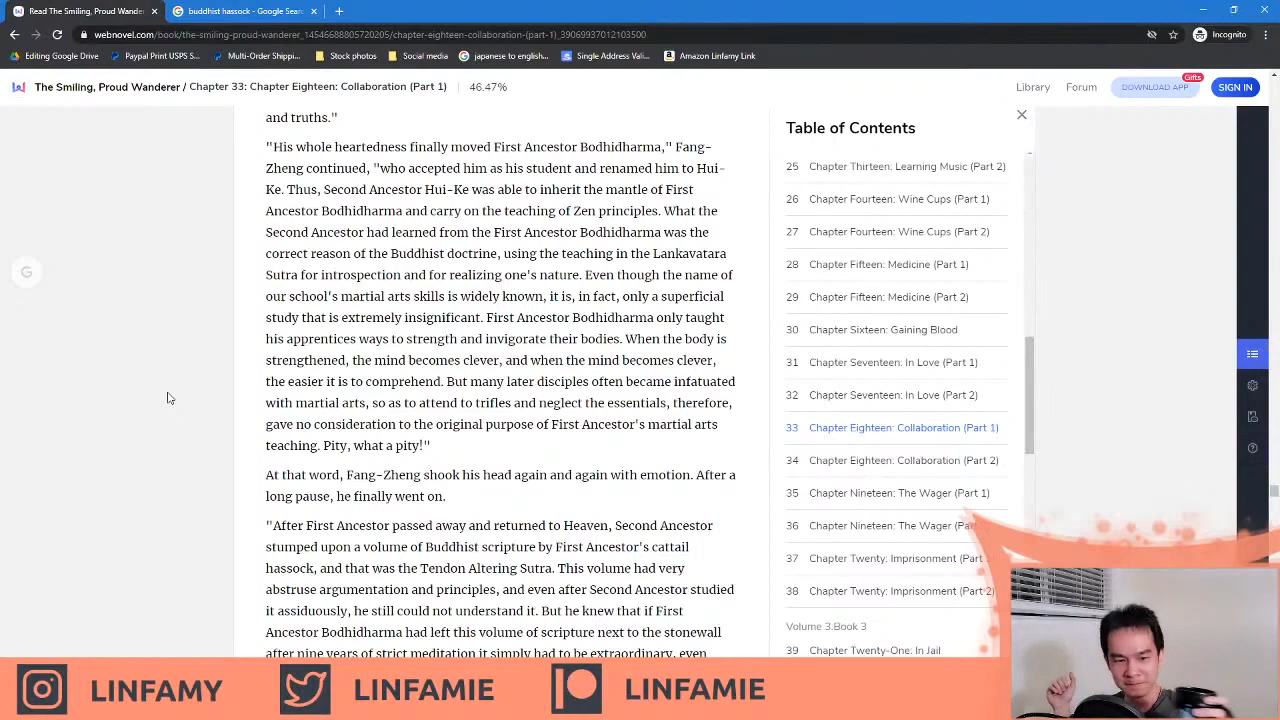 Read The Smiling, Proud Wander
buddhist hassock - Google Sear
webnovel.com/book/the-smiling-proud-wanderer_14546688805720205/chapter-eighteen-collaboration-(part-1)_39069937012103500
Incognito
Editing Drive
Paypal Print USPS S...
Multi-Order Shippi...
Stock photos
Social media
japanese to english...
Single Address Vali...
Amazon Linfamy Link
The Smiling, Proud Wanderer / Chapter 33: Chapter Eighteen: Collaboration (Part 1)
46.47%
Library
Forum
DOWNLOAD APP
Gifts
SIGN IN
and truths."
"His whole heartedness finally moved First Ancestor Bodhidharma," Fang-
Zheng continued, "who accepted him as his student and renamed him to Hui-
Ke. Thus, Second Ancestor Hui-Ke was able to inherit the mantle of First
Ancestor Bodhidharma and carry on the teaching of Zen principles. What the
Second Ancestor had learned from the First Ancestor Bodhidharma was the
correct reason of the Buddhist doctrine, using the teaching in the Lankavatara
Sutra for introspection and for realizing one's nature. Even though the name of
our school's martial arts skills is widely known, it is, in fact, only a superficial
study that is extremely insignificant. First Ancestor Bodhidharma only taught
his apprentices ways to strength and invigorate their bodies. When the body is
strengthened, the mind becomes clever, and when the mind becomes clever,
the easier it is to comprehend. But many later disciples often became infatuated
with martial arts, so as to attend to trifles and neglect the essentials, therefore,
gave no consideration to the original purpose of First Ancestor's martial arts
teaching. Pity, what a pity!"
At that word, Fang-Zheng shook his head again and again with emotion. After a
long pause, he finally went on.
"After First Ancestor passed away and returned to Heaven, Second Ancestor
stumped upon a volume of Buddhist scripture by First Ancestor's cattail
hassock, and that was the Tendon Altering Sutra. This volume had very
abstruse argumentation and principles, and even after Second Ancestor studied
it assiduously, he still could not understand it. But he knew that if First
Ancestor Bodhidharma had left this volume of scripture next to the stonewall
after nine years of strict meditation it simply had to be extraordinary, even
Table of Contents
25 Chapter Thirteen: Learning Music (Part 2)
26 Chapter Fourteen: Wine Cups (Part 1)
27 Chapter Fourteen: Wine Cups (Part 2)
28 Chapter Fifteen: Medicine (Part 1)
29 Chapter Fifteen: Medicine (Part 2)
30 Chapter Sixteen: Gaining Blood
31 Chapter Seventeen: In Love (Part 1)
32 Chapter Seventeen: In Love (Part 2)
33 Chapter Eighteen: Collaboration (Part 1)
34 Chapter Eighteen: Collaboration (Part 2)
35 Chapter Nineteen: The Wager (Part 1)
36 Chapter Nineteen: The Wager (Pa
37 Chapter Twenty: Imprisonment (Part
38 Chapter Twenty: Imprisonment (Part 2)
Volume 3.Book 3
39 Chapter Twenty-One: In Jail
LINFAMY
LINFAMIE
LINFAMIE